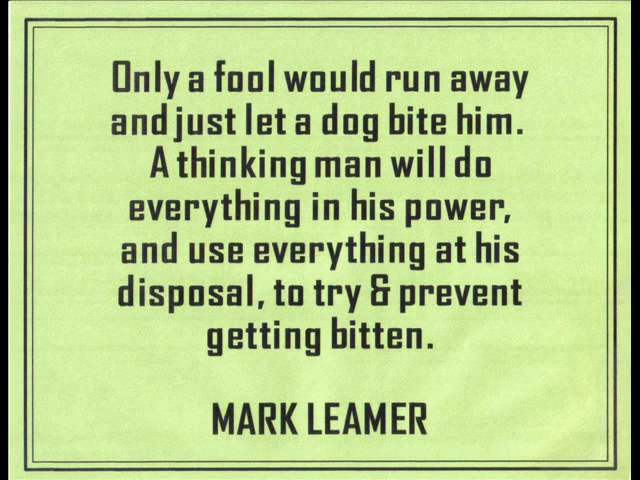 Only a fool would run away
and just let a dog bite him.
A thinking man will do
everything in his power,
and use everything at his
disposal, to try & prevent
getting bitten.
MARK LEAMER